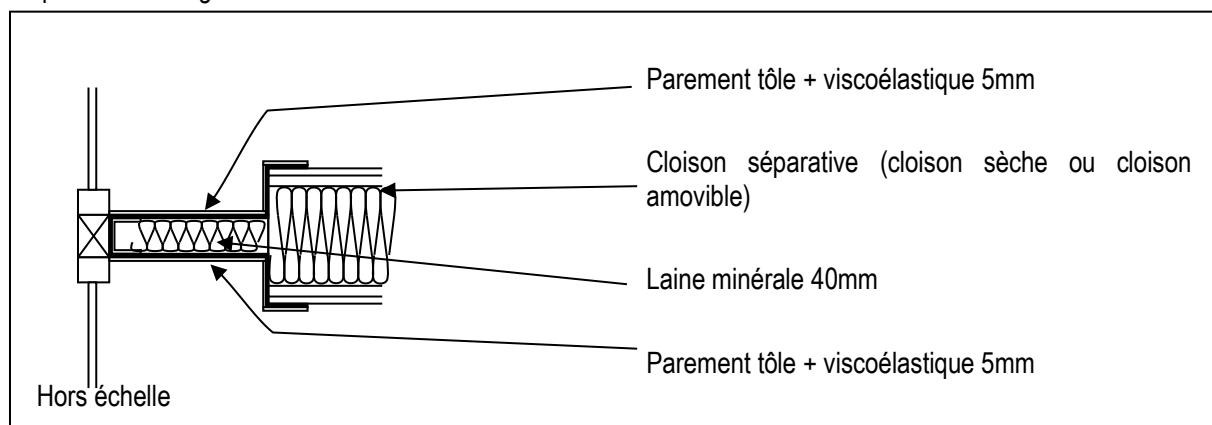 Parement tôle + viscoélastique 5mm
Cloison séparative (cloison sèche ou cloison
amovible)
Laine minérale 40mm
Parement tôle + viscoélastique 5mm
Hors échelle